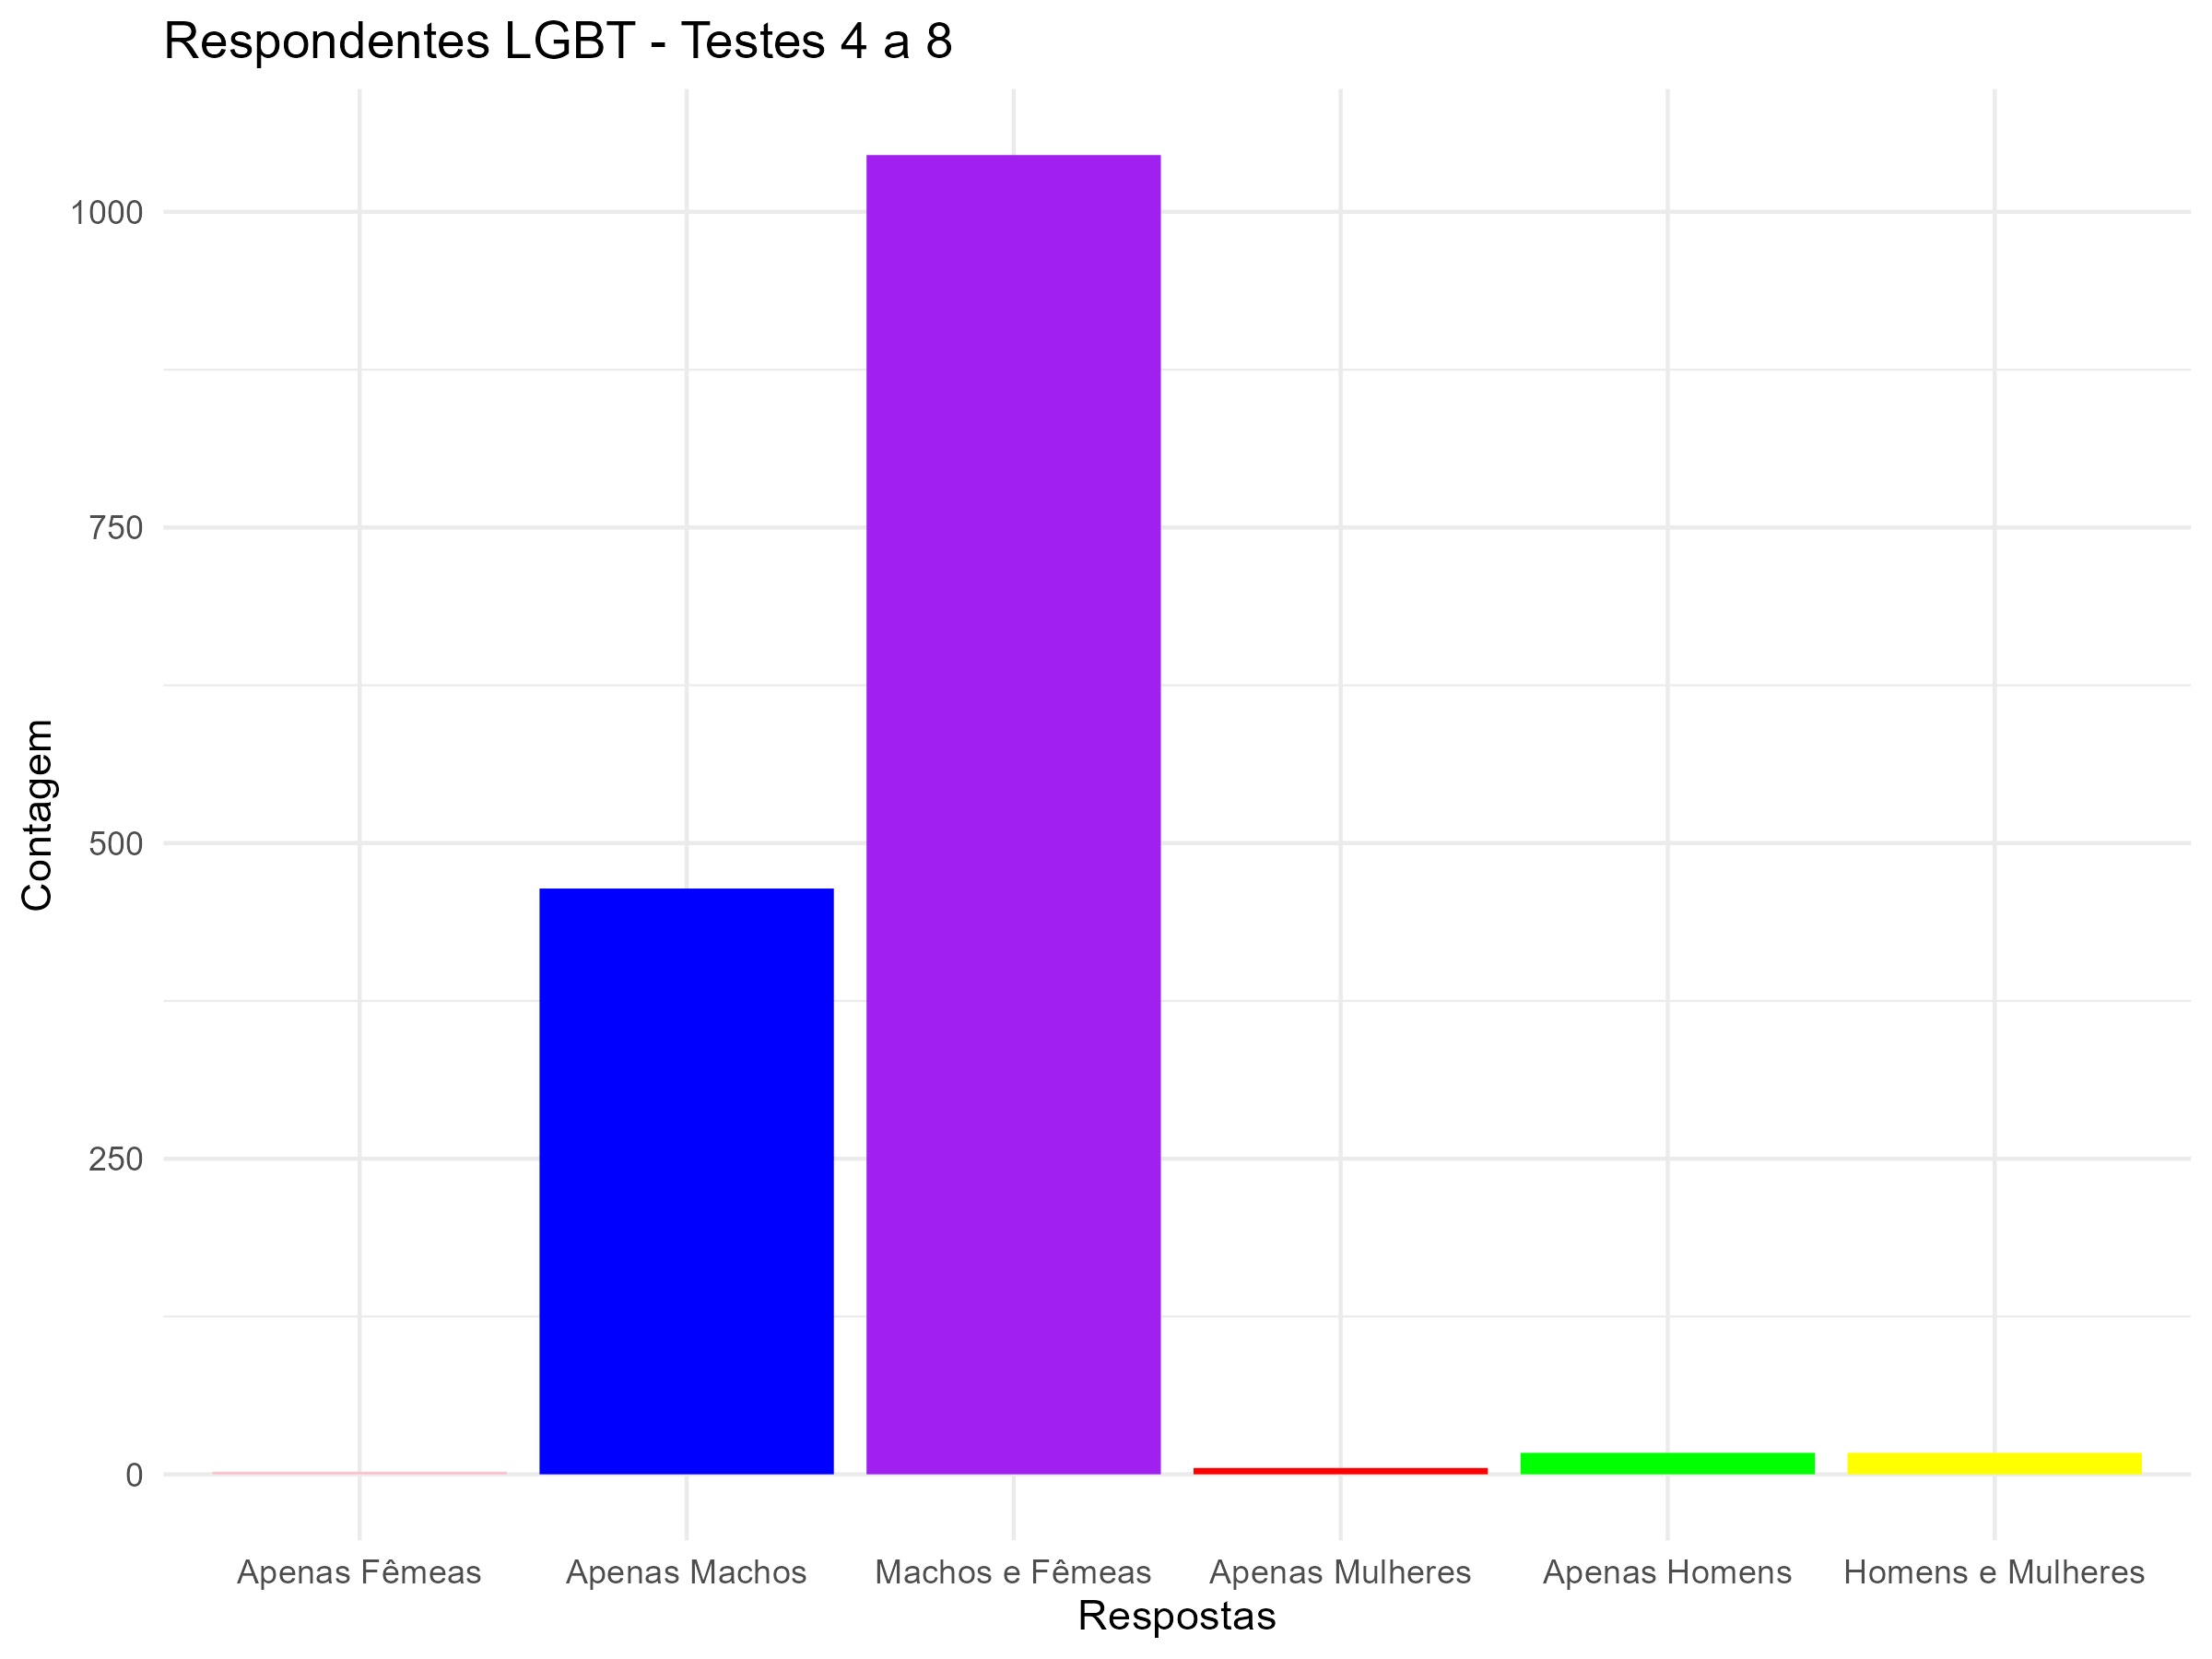 Respondentes LGBT - Testes 4 a 8
Contagem
1000
750
500
250
0
Apenas Fêmeas
Apenas Machos
Machos e Fêmeas
Apenas Mulheres
Apenas Homens
Homens e Mulheres
Respostas